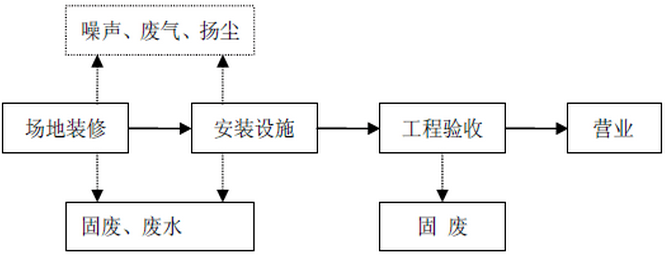 噪声、废气、扬尘
场地装修
安装设施
工程验收
营业
固废、废水
固 废